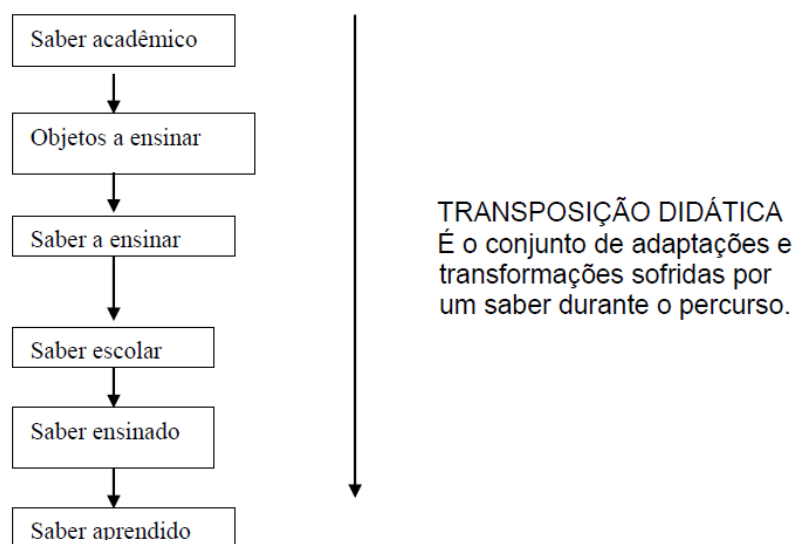 Saber acadêmico
Objetos a ensinar
Saber a ensinar
Saber escolar
Saber ensinado
Saber aprendido
TRANSPOSIÇÃO DIDÁTICA
É o conjunto de adaptações e
transformações sofridas por
um saber durante o percurso.